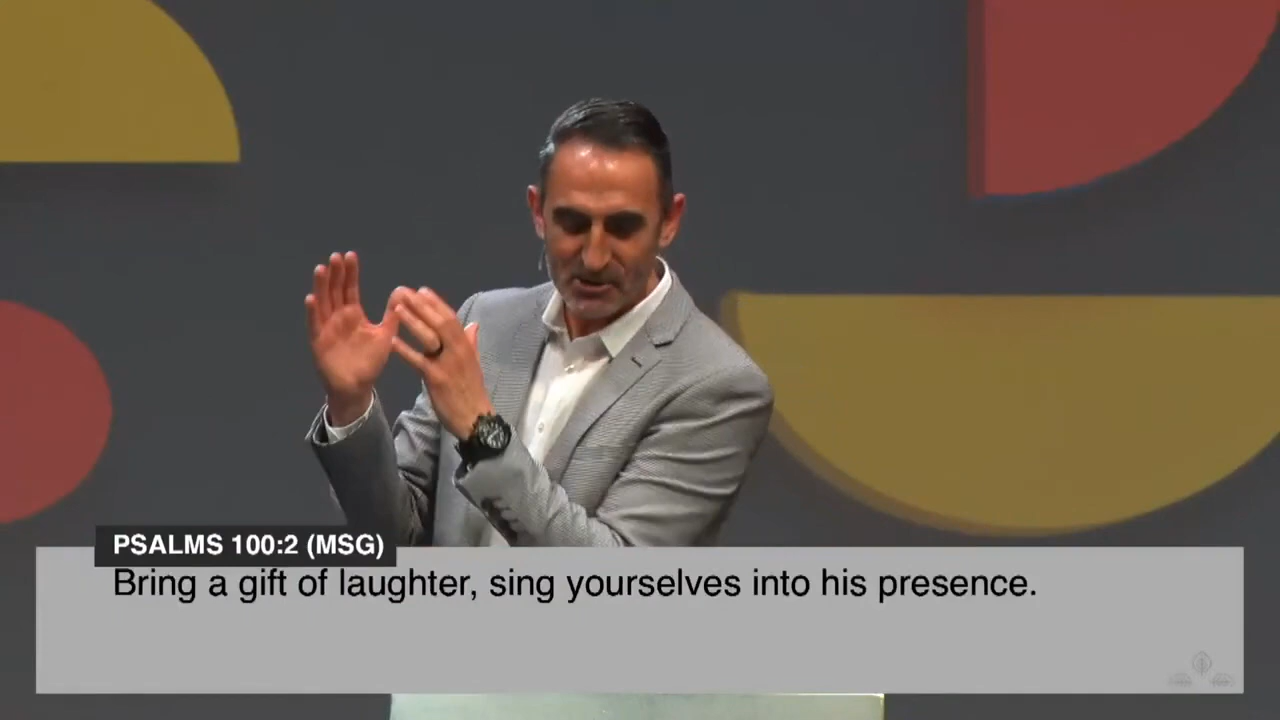 PSALMS 100:2 (MSG)
Bring a gift of laughter, sing yourselves into his presence.